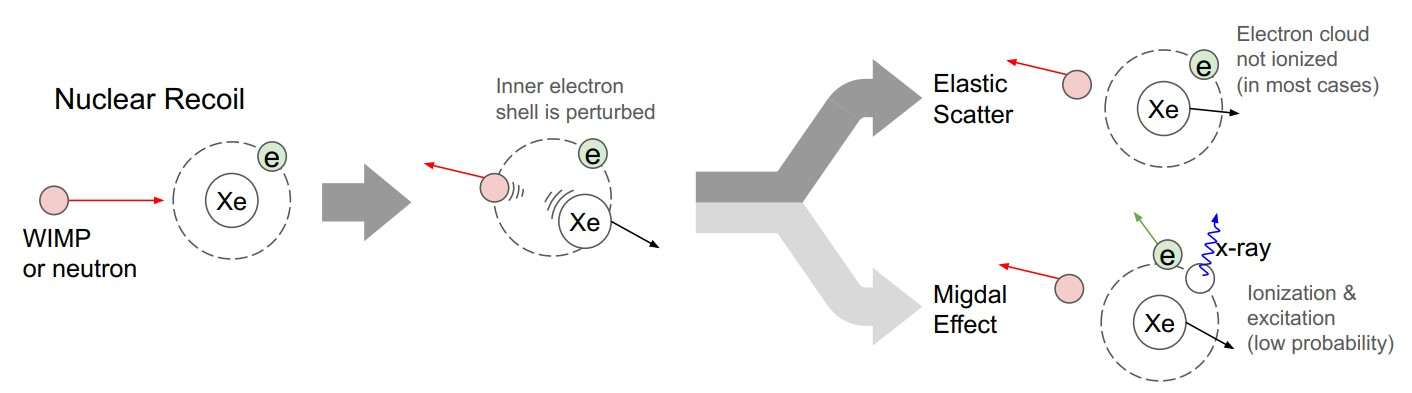 Nuclear Recoil
e
Xe
WIMP
or neutron
Inner electron
shell is perturbed
e
Xe
Elastic
Scatter
e
Xe
Electron cloud
not ionized
(in most cases)
Migdal
Effect
e
x-ray
Xe
Ionization &
excitation
(low probability)